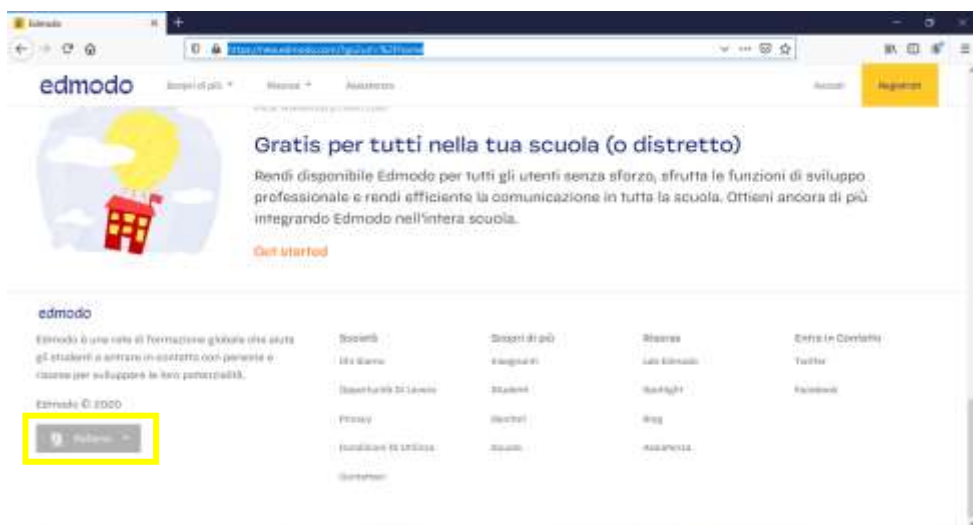 Edmodo
edmodo
Scopri di più
Risorse
Assistenza
Accedi
Registrati
Gratis per tutti nella tua scuola (o distretto)
Rendi disponibile Edmodo per tutti gli utenti senza sforzo, sfrutta le funzioni di sviluppo
professionale e rendi efficiente la comunicazione in tutta la scuola. Ottieni ancora di più
integrando Edmodo nell'intera scuola.
Get started
edmodo
Edmodo è una rete di formazione globale che aiuta
gli studenti a entrare in contatto con persone e
risorse per sviluppare le loro potenzialità.
Edmodo © 2020
Italiano
Società
Chi Siamo
Opportunità Di Lavoro
Privacy
Condizioni Di Utilizzo
Contattaci
Scopri di più
Insegnanti
Studenti
Genitori
Scuole
Risorse
Lab Edmodo
Spotlight
Blog
Assistenza
Entra in Contatto
Twitter
Facebook